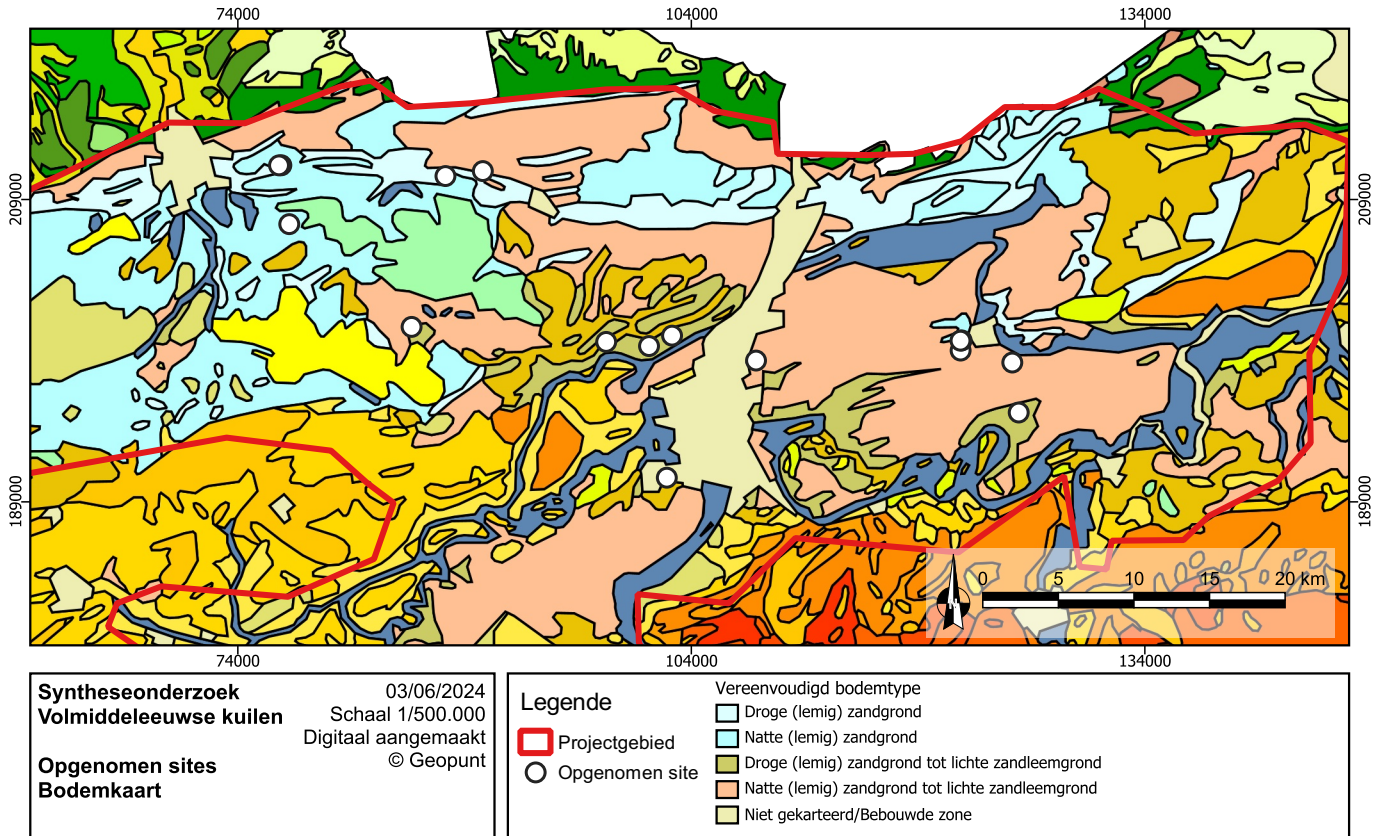 74000 104000 134000
209000 209000
189000 189000
0 5 10 15 20 km
N
74000 104000 134000
Syntheseonderzoek
Volmiddeleeuwse kuilen
Opgenomen sites
Bodemkaart
03/06/2024
Schaal 1/500.000
Digitaal aangemaakt
© Geopunt
Legende
Projectgebied
Opgenomen site
Vereenvoudigd bodemtype
Droge (lemig) zandgrond
Natte (lemig) zandgrond
Droge (lemig) zandgrond tot lichte zandleemgrond
Natte (lemig) zandgrond tot lichte zandleemgrond
Niet gekarteerd/Bebouwde zone